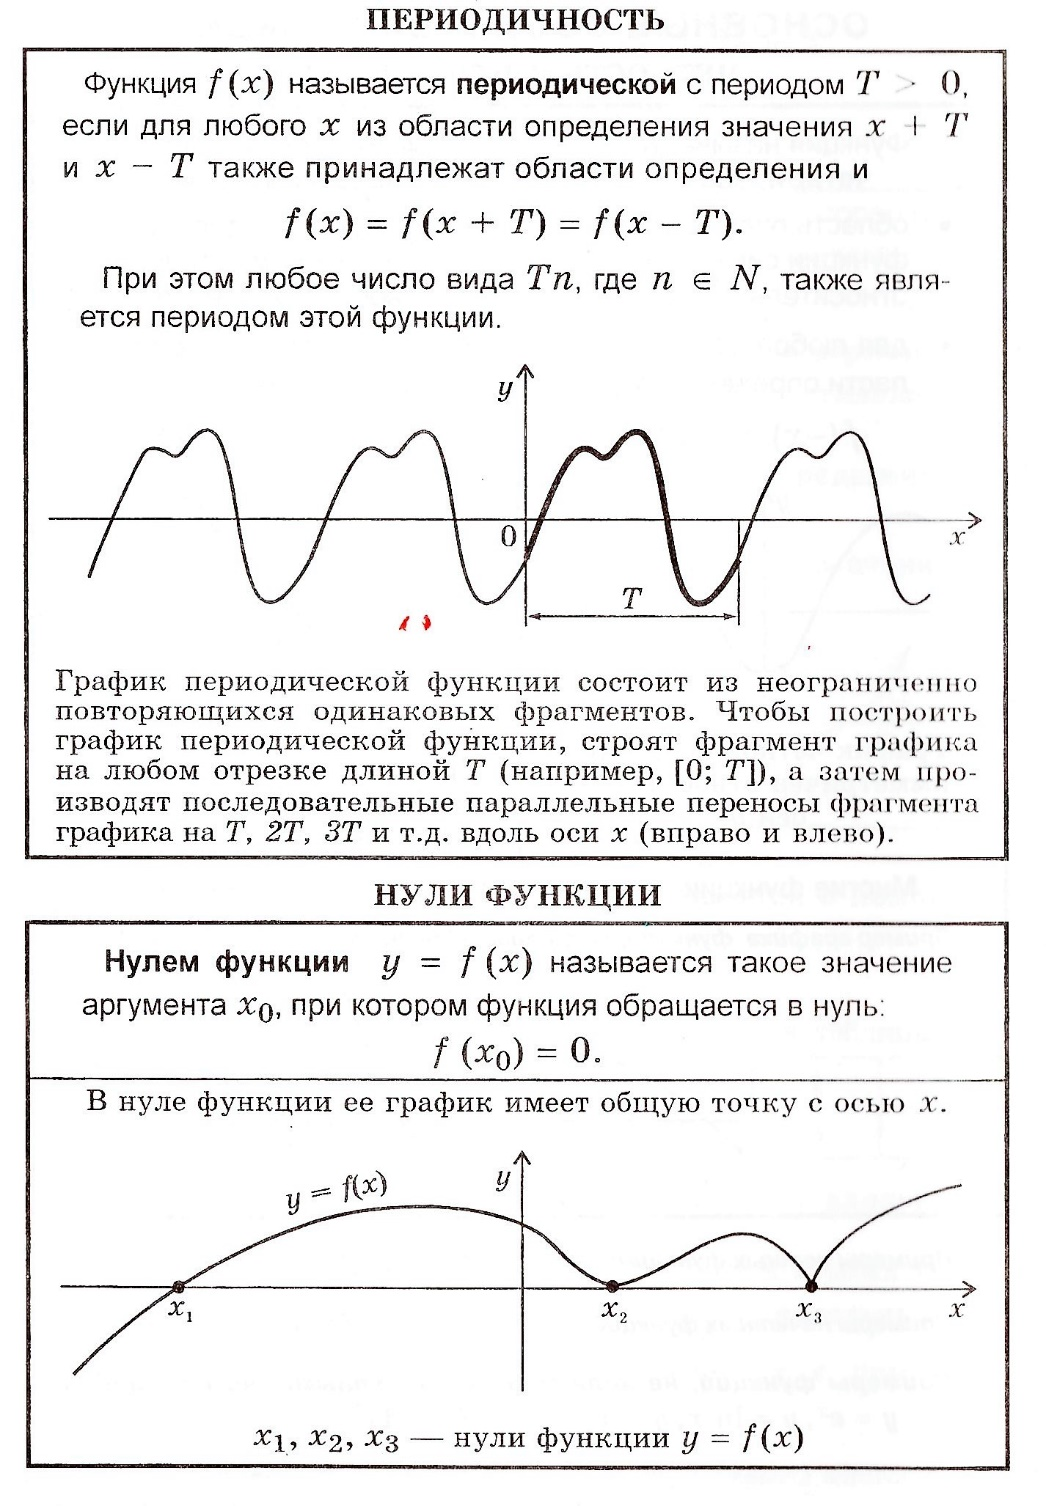 ПЕРИОДИЧНОСТЬ
Функция f(x) называется периодической с периодом T > 0,
если для любого x из области определения значения x + T
и x − T также принадлежат области определения и
f(x) = f(x + T) = f(x − T).
При этом любое число вида Tn, где n ∈ N, также явля-
ется периодом этой функции.
y
0
x
T
График периодической функции состоит из неограниченно
повторяющихся одинаковых фрагментов. Чтобы построить
график периодической функции, строят фрагмент графика
на любом отрезке длиной T (например, [0; T]), а затем про-
изводят последовательные параллельные переносы фрагмента
графика на T, 2T, 3T и т.д. вдоль оси x (вправо и влево).
НУЛИ ФУНКЦИИ
Нулем функции y = f (x) называется такое значение
аргумента x₀, при котором функция обращается в нуль:
f (x₀) = 0.
В нуле функции ее график имеет общую точку с осью x.
y = f(x)
y
x₁ x₂ x₃ x
x₁, x₂, x₃ — нули функции y = f(x)